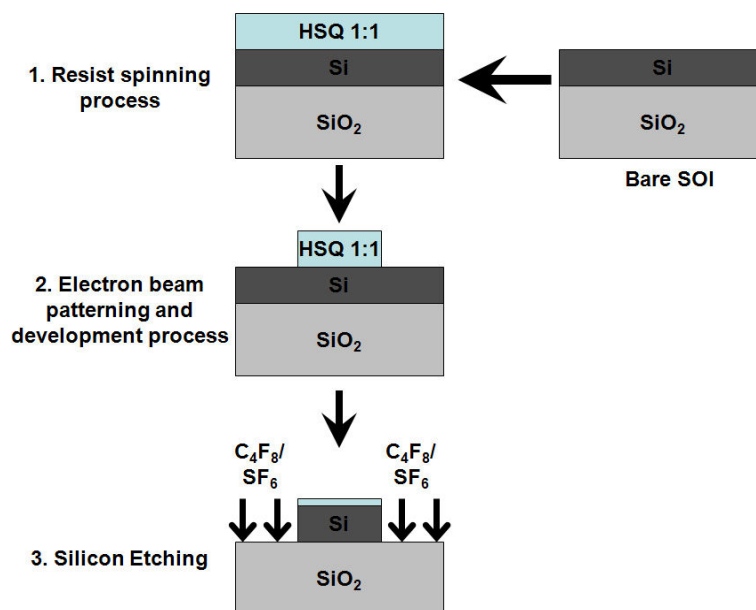 HSQ 1:1
Si
SiO₂
1. Resist spinning
process
Si
SiO₂
Bare SOI
HSQ 1:1
Si
SiO₂
2. Electron beam
patterning and
development process
C₄F₈/
SF₆
C₄F₈/
SF₆
Si
3. Silicon Etching
SiO₂